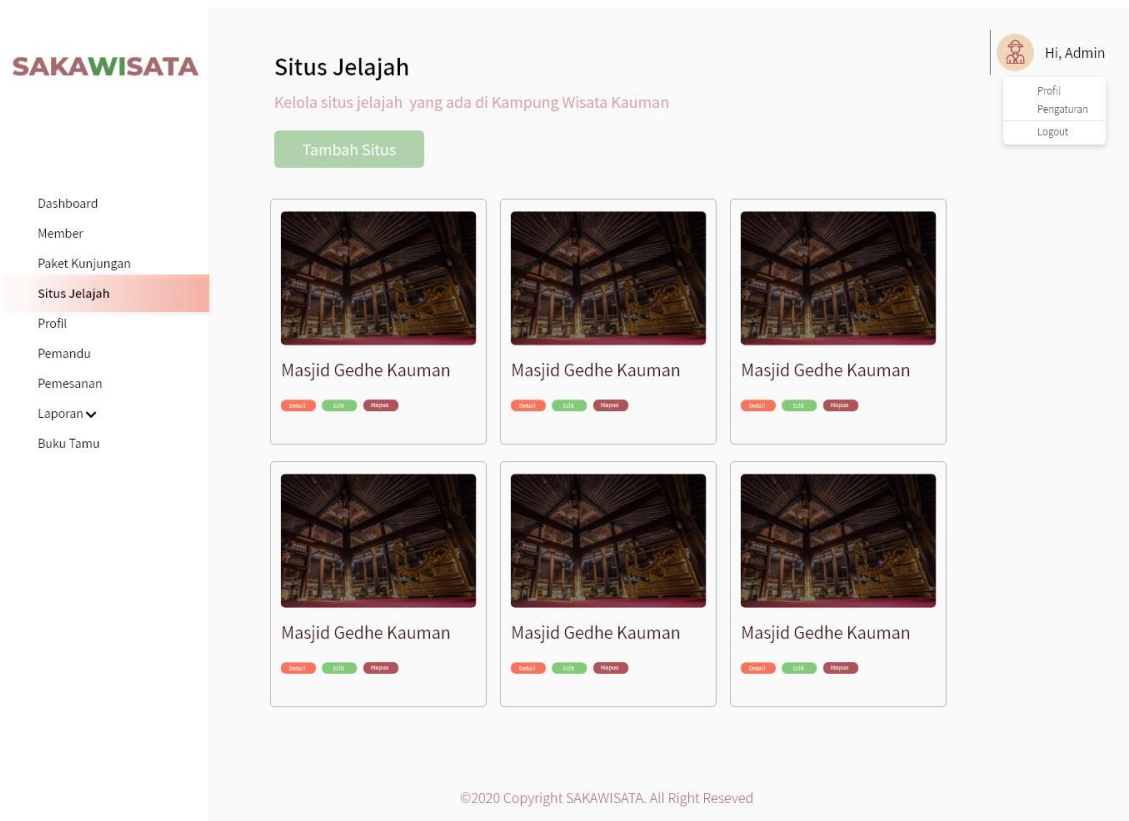 SAKAWISATA
Dashboard
Member
Paket Kunjungan
Situs Jelajah
Profil
Pemandu
Pemesanan
Laporan
Buku Tamu
Situs Jelajah
Kelola situs jelajah yang ada di Kampung Wisata Kauman
Tambah Situs
Hi, Admin
Profil
Pengaturan
Logout
Masjid Gedhe Kauman
Detail Edit Hapus
Masjid Gedhe Kauman
Detail Edit Hapus
Masjid Gedhe Kauman
Detail Edit Hapus
Masjid Gedhe Kauman
Detail Edit Hapus
Masjid Gedhe Kauman
Detail Edit Hapus
Masjid Gedhe Kauman
Detail Edit Hapus
©2020 Copyright SAKAWISATA. All Right Reseved